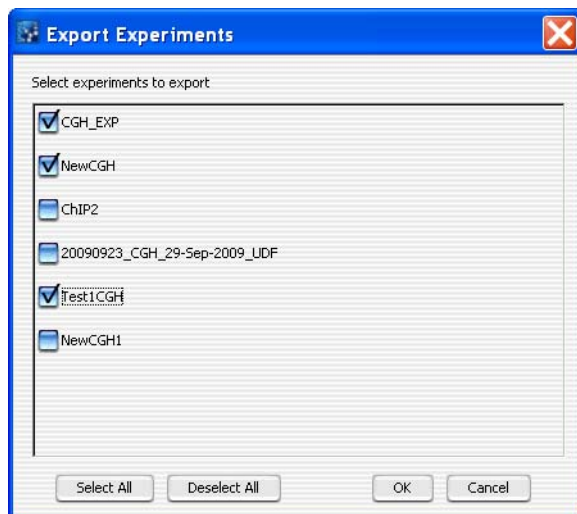 Export Experiments
Select experiments to export
CGH_EXP
NewCGH
ChIP2
20090923_CGH_29-Sep-2009_UDF
Test1CGH
NewCGH1
Select All Deselect All OK Cancel